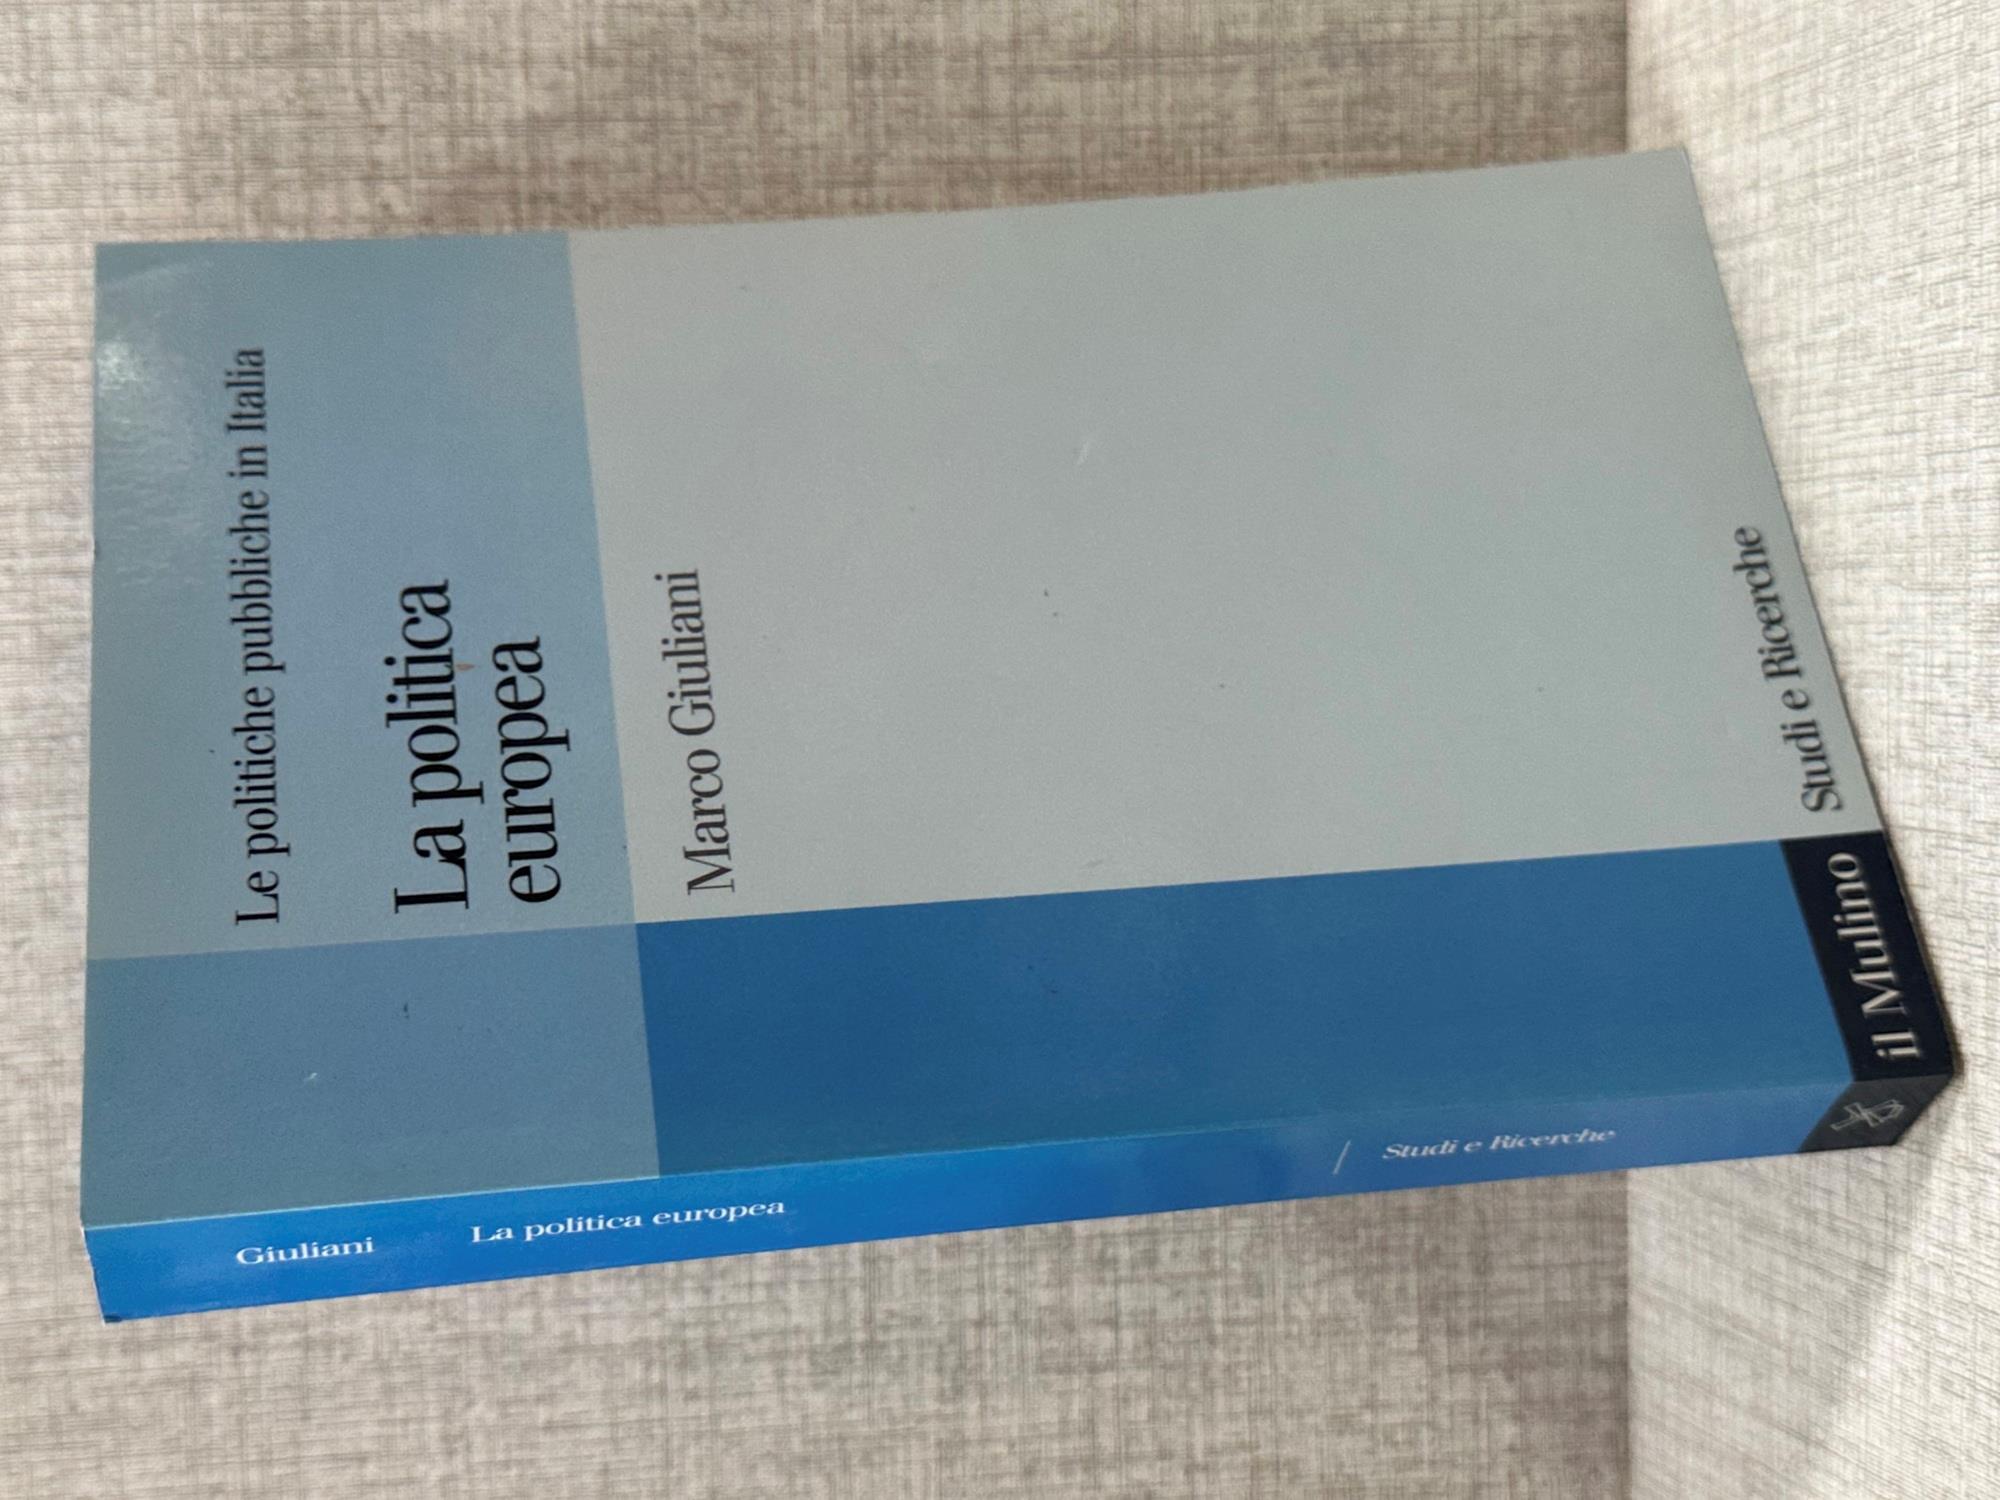 Le politiche pubbliche in Italia
La politica
europea
Marco Giuliani
Studi e Ricerche
il Mulino
Giuliani La politica europea / Studi e Ricerche